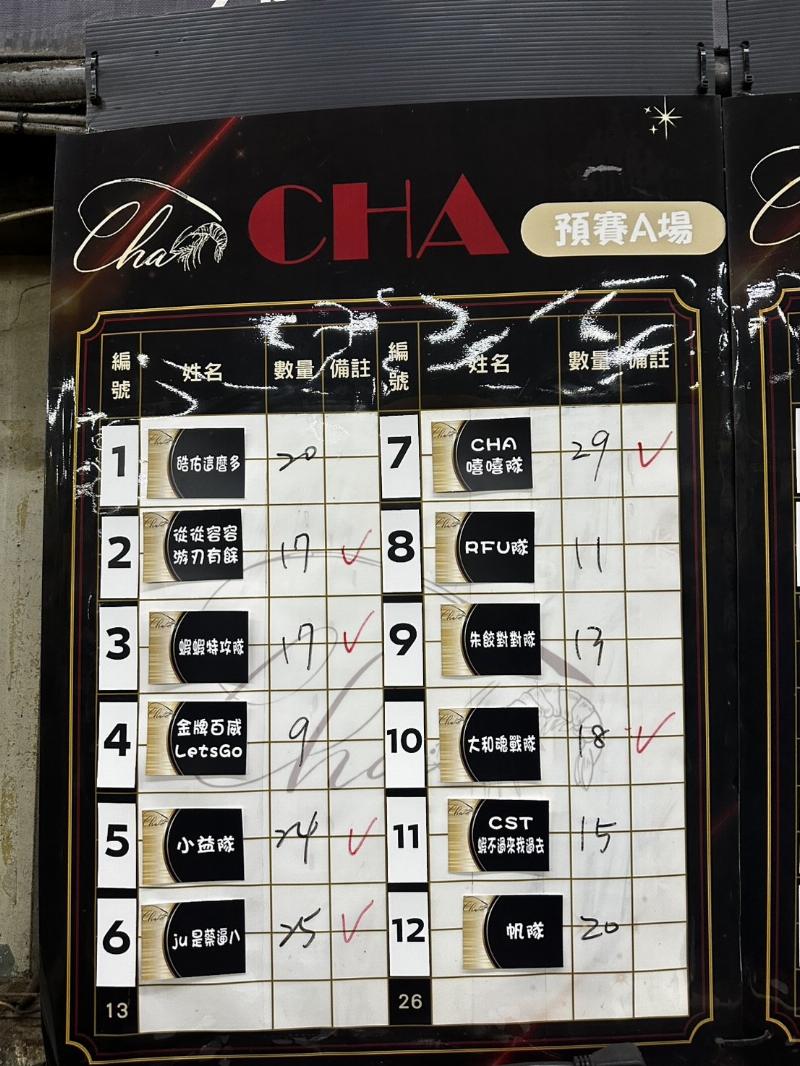 Cha
CHA
預賽A場
編號 姓名 數量 備註 編號 姓名 數量 備註
1 皓佑這麼多 20
7 CHA 嘻嘻隊 29 ✓
2 從從容容 游刃有餘 17 ✓
8 RFU隊 11
3 蝦蝦特攻隊 17 ✓
9 朱餃對對隊 13
4 金牌百威 LetsGo 9
10 大和魂戰隊 18 ✓
5 小益隊 24 ✓
11 CST 蝦不過來我過去 15
6 ju是藥逼八 25 ✓
12 帆隊 20
13 26